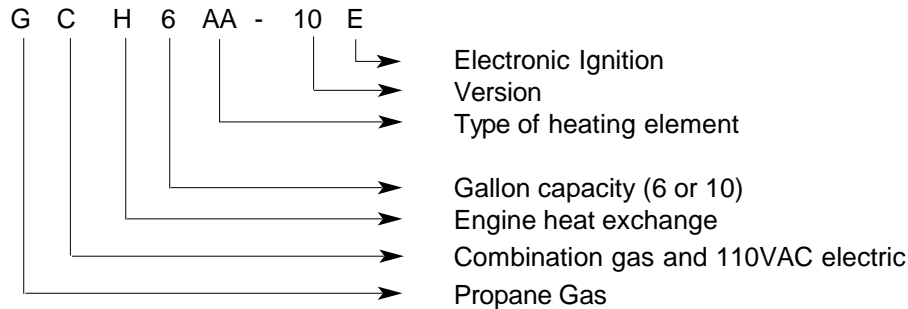 G C H 6 AA - 10 E
Electronic Ignition
Version
Type of heating element
Gallon capacity (6 or 10)
Engine heat exchange
Combination gas and 110VAC electric
Propane Gas